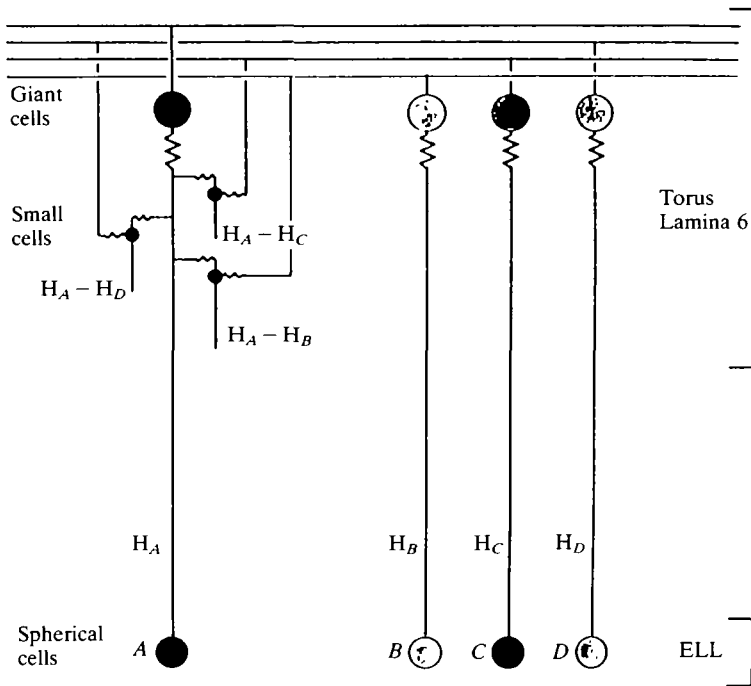 Giant
cells
Torus
Lamina 6
Small
cells
H_A – H_C
H_A – H_D
H_A – H_B
H_A
H_B
H_C
H_D
Spherical
cells
A
B
C
D
ELL